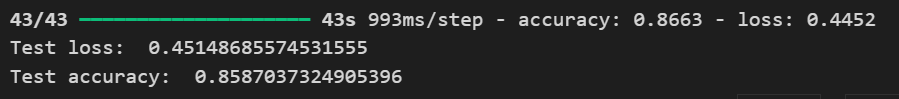 43/43 ━━━━━━━━━━━━━━━━━━━━ 43s 993ms/step - accuracy: 0.8663 - loss: 0.4452
Test loss:  0.45148685574531555
Test accuracy:  0.8587037324905396